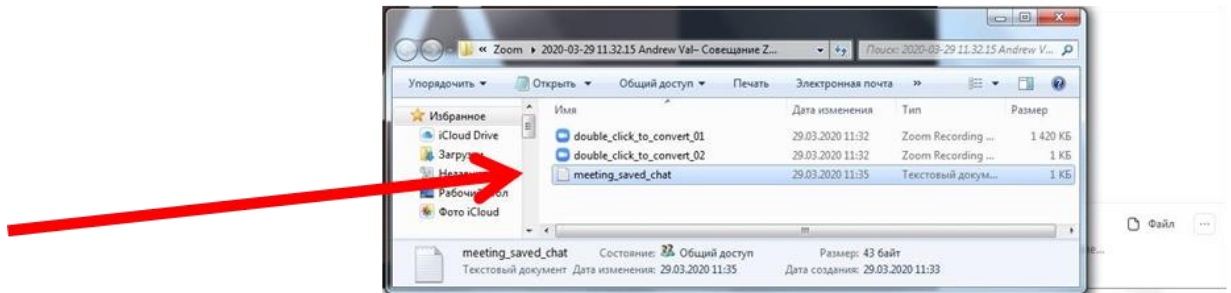 « Zoom ▸ 2020-03-29 11.32.15 Andrew Val– Совещание Z...
Поиск: 2020-03-29 11.32.15 Andrew V...
Упорядочить Открыть Общий доступ Печать Электронная почта »
Избранное
Имя Дата изменения Тип Размер
iCloud Drive
double_click_to_convert_01 29.03.2020 11:32 Zoom Recording ... 1 420 КБ
double_click_to_convert_02 29.03.2020 11:32 Zoom Recording ... 1 КБ
meeting_saved_chat 29.03.2020 11:35 Текстовый докум... 1 КБ
Фото iCloud
Файл ...
meeting_saved_chat Состояние: Общий доступ Размер: 43 байт
Текстовый документ Дата изменения: 29.03.2020 11:35 Дата создания: 29.03.2020 11:33